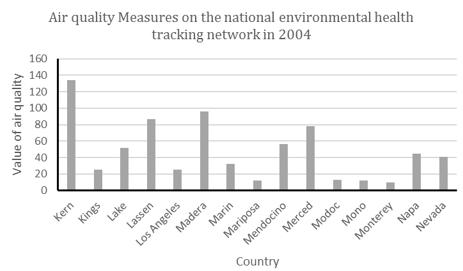 Air quality Measures on the national environmental health
tracking network in 2004
Value of air quality
160
140
120
100
80
60
40
20
0
Kern
Kings
Lake
Lassen
Los Angeles
Madera
Marin
Mariposa
Mendocino
Merced
Modoc
Mono
Monterey
Napa
Nevada
Country